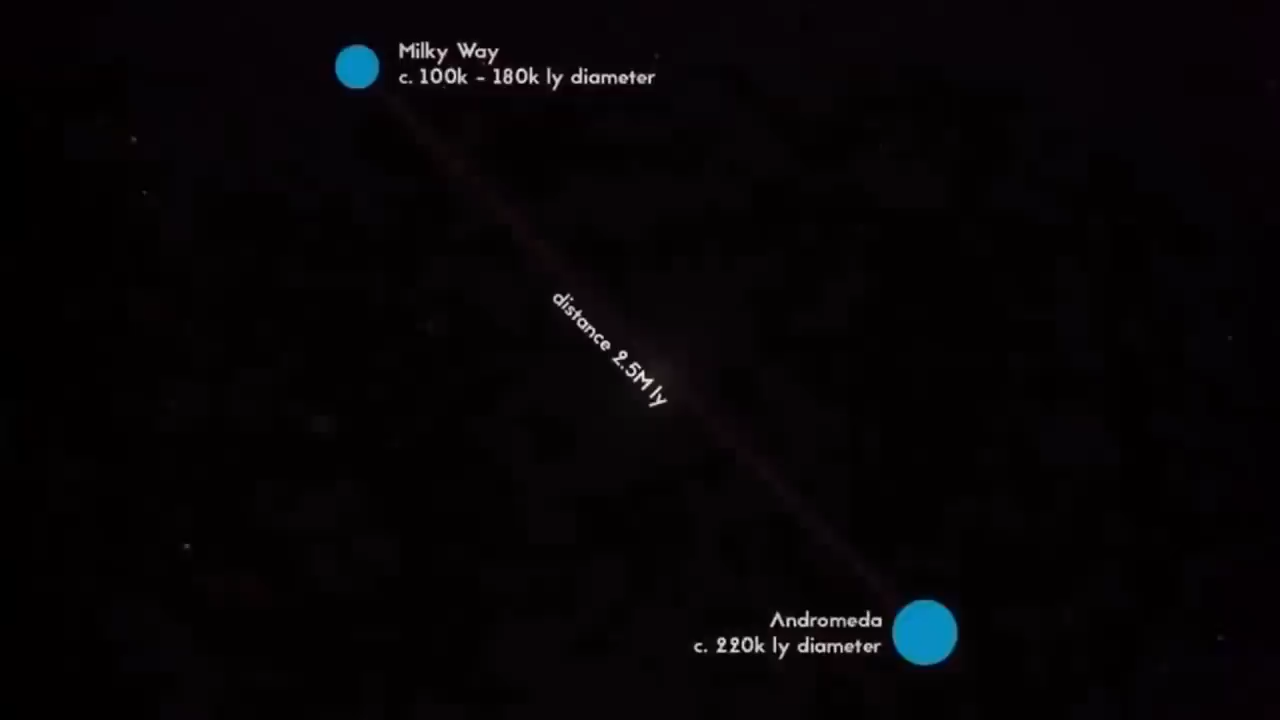 Milky Way
c. 100k - 180k ly diameter
distance 2.5M ly
Andromeda
c. 220k ly diameter